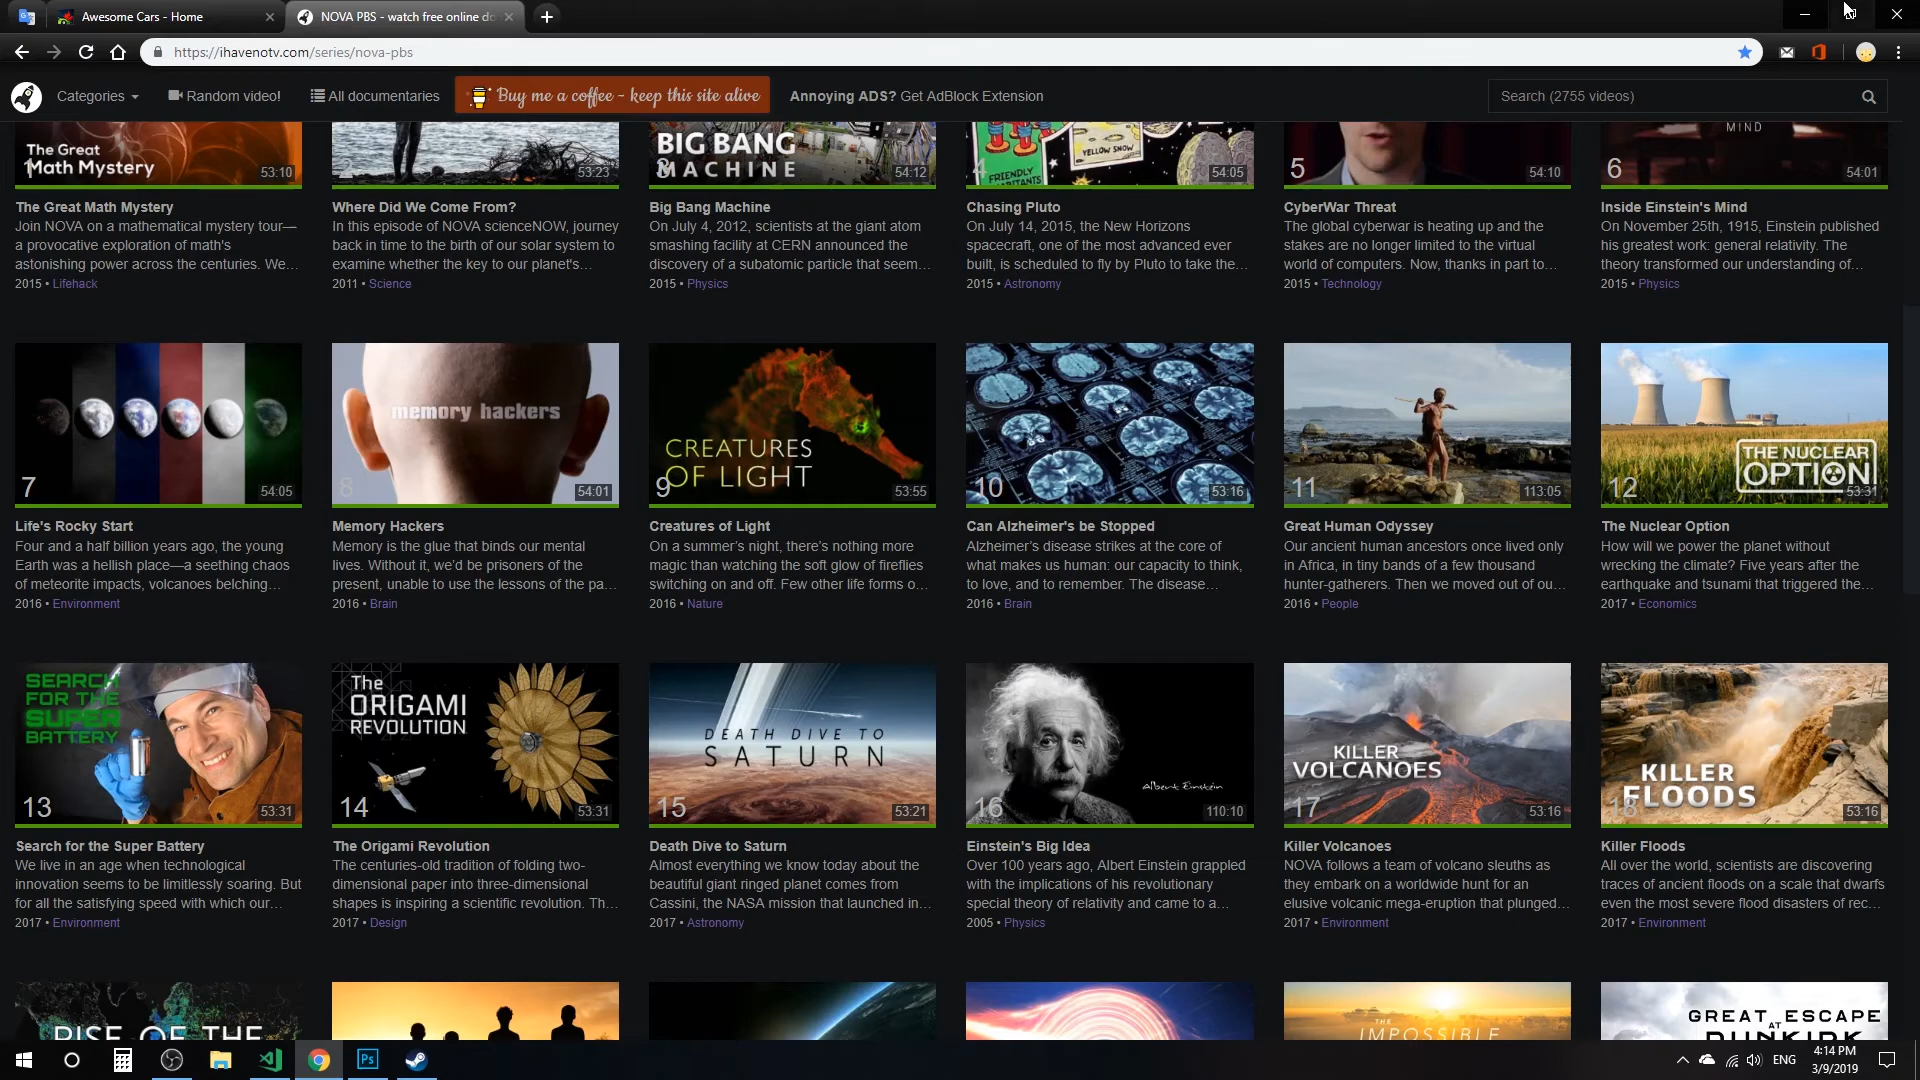 Awesome Cars - Home
NOVA PBS - watch free online do
https://ihavenotv.com/series/nova-pbs
Categories
Random video!
All documentaries
Buy me a coffee - keep this site alive
Annoying ADS? Get AdBlock Extension
Search (2755 videos)
The Great
Math Mystery
53:10
53:23
BIG BANG
MACHINE
3
54:12
FRIENDLY
YELLOW SNOW
4
54:05
5
54:10
MIND
6
54:01
The Great Math Mystery
Join NOVA on a mathematical mystery tour—
a provocative exploration of math's
astonishing power across the centuries. We...
2015 • Lifehack
Where Did We Come From?
In this episode of NOVA scienceNOW, journey
back in time to the birth of our solar system to
examine whether the key to our planet's...
2011 • Science
Big Bang Machine
On July 4, 2012, scientists at the giant atom
smashing facility at CERN announced the
discovery of a subatomic particle that seem...
2015 • Physics
Chasing Pluto
On July 14, 2015, the New Horizons
spacecraft, one of the most advanced ever
built, is scheduled to fly by Pluto to take the...
2015 • Astronomy
CyberWar Threat
The global cyberwar is heating up and the
stakes are no longer limited to the virtual
world of computers. Now, thanks in part to...
2015 • Technology
Inside Einstein's Mind
On November 25th, 1915, Einstein published
his greatest work: general relativity. The
theory transformed our understanding of...
2015 • Physics
7
54:05
memory hackers
8
54:01
CREATURES
OF LIGHT
9
53:55
10
53:16
11
113:05
THE NUCLEAR
OPTION
12
53:31
Life's Rocky Start
Four and a half billion years ago, the young
Earth was a hellish place—a seething chaos
of meteorite impacts, volcanoes belching...
2016 • Environment
Memory Hackers
Memory is the glue that binds our mental
lives. Without it, we'd be prisoners of the
present, unable to use the lessons of the pa...
2016 • Brain
Creatures of Light
On a summer's night, there's nothing more
magic than watching the soft glow of fireflies
switching on and off. Few other life forms o...
2016 • Nature
Can Alzheimer's be Stopped
Alzheimer's disease strikes at the core of
what makes us human: our capacity to think,
to love, and to remember. The disease...
2016 • Brain
Great Human Odyssey
Our ancient human ancestors once lived only
in Africa, in tiny bands of a few thousand
hunter-gatherers. Then we moved out of ou...
2016 • People
The Nuclear Option
How will we power the planet without
wrecking the climate? Five years after the
earthquake and tsunami that triggered the...
2017 • Economics
SEARCH
FOR THE
SUPER
BATTERY
13
53:31
The
ORIGAMI
REVOLUTION
14
53:31
DEATH DIVE TO
SATURN
15
53:21
Albert Einstein
16
110:10
KILLER
VOLCANOES
17
53:16
KILLER
FLOODS
18
53:16
Search for the Super Battery
We live in an age when technological
innovation seems to be limitlessly soaring. But
for all the satisfying speed with which our...
2017 • Environment
The Origami Revolution
The centuries-old tradition of folding two-
dimensional paper into three-dimensional
shapes is inspiring a scientific revolution. Th...
2017 • Design
Death Dive to Saturn
Almost everything we know today about the
beautiful giant ringed planet comes from
Cassini, the NASA mission that launched in...
2017 • Astronomy
Einstein's Big Idea
Over 100 years ago, Albert Einstein grappled
with the implications of his revolutionary
special theory of relativity and came to a...
2005 • Physics
Killer Volcanoes
NOVA follows a team of volcano sleuths as
they embark on a worldwide hunt for an
elusive volcanic mega-eruption that plunged...
2017 • Environment
Killer Floods
All over the world, scientists are discovering
traces of ancient floods on a scale that dwarfs
even the most severe flood disasters of rec...
2017 • Environment
RISE OF THE
THE
IMPOSSIBLE
GREAT ESCAPE
AT
DUNKIRK
Ps
ENG
4:14 PM
3/9/2019